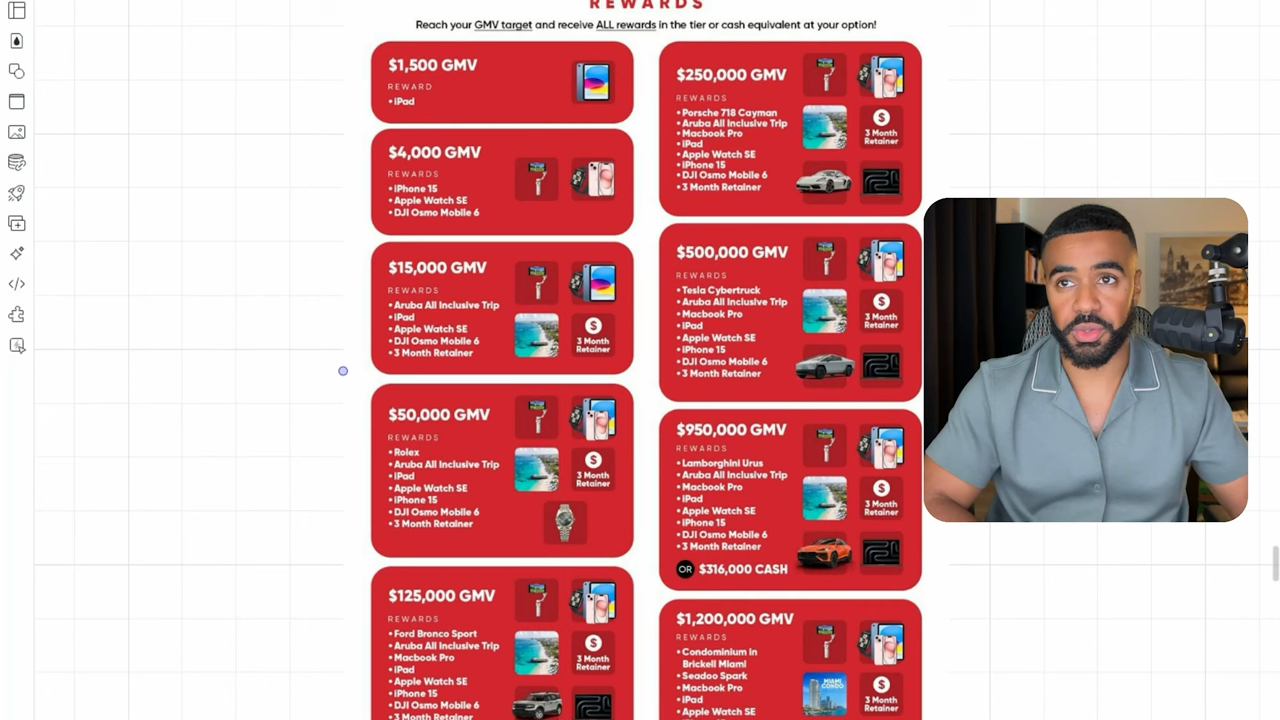 REWARDS
Reach your GMV target and receive ALL rewards in the tier or cash equivalent at your option!
$1,500 GMV
REWARD
• iPad
$4,000 GMV
REWARDS
• iPhone 15
• Apple Watch SE
• DJI Osmo Mobile 6
$15,000 GMV
REWARDS
• Aruba All Inclusive Trip
• iPad
• Apple Watch SE
• DJI Osmo Mobile 6
• 3 Month Retainer
$
3 Month
Retainer
$50,000 GMV
REWARDS
• Rolex
• Aruba All Inclusive Trip
• iPad
• Apple Watch SE
• iPhone 15
• DJI Osmo Mobile 6
• 3 Month Retainer
$
3 Month
Retainer
$125,000 GMV
REWARDS
• Ford Bronco Sport
• Aruba All Inclusive Trip
• Macbook Pro
• iPad
• Apple Watch SE
• iPhone 15
• DJI Osmo Mobile 6
• 3 Month Retainer
$
3 Month
Retainer
$250,000 GMV
REWARDS
• Porsche 718 Cayman
• Aruba All Inclusive Trip
• Macbook Pro
• iPad
• Apple Watch SE
• iPhone 15
• DJI Osmo Mobile 6
• 3 Month Retainer
$
3 Month
Retainer
$500,000 GMV
REWARDS
• Tesla Cybertruck
• Aruba All Inclusive Trip
• Macbook Pro
• iPad
• Apple Watch SE
• iPhone 15
• DJI Osmo Mobile 6
• 3 Month Retainer
$
3 Month
Retainer
$950,000 GMV
REWARDS
• Lamborghini Urus
• Aruba All Inclusive Trip
• Macbook Pro
• iPad
• Apple Watch SE
• iPhone 15
• DJI Osmo Mobile 6
• 3 Month Retainer
OR $316,000 CASH
$
3 Month
Retainer
$1,200,000 GMV
REWARDS
• Condominium in
Brickell Miami
• Seadoo Spark
• Macbook Pro
• iPad
• Apple Watch SE
MIAMI
CONDO
$
3 Month
Retainer